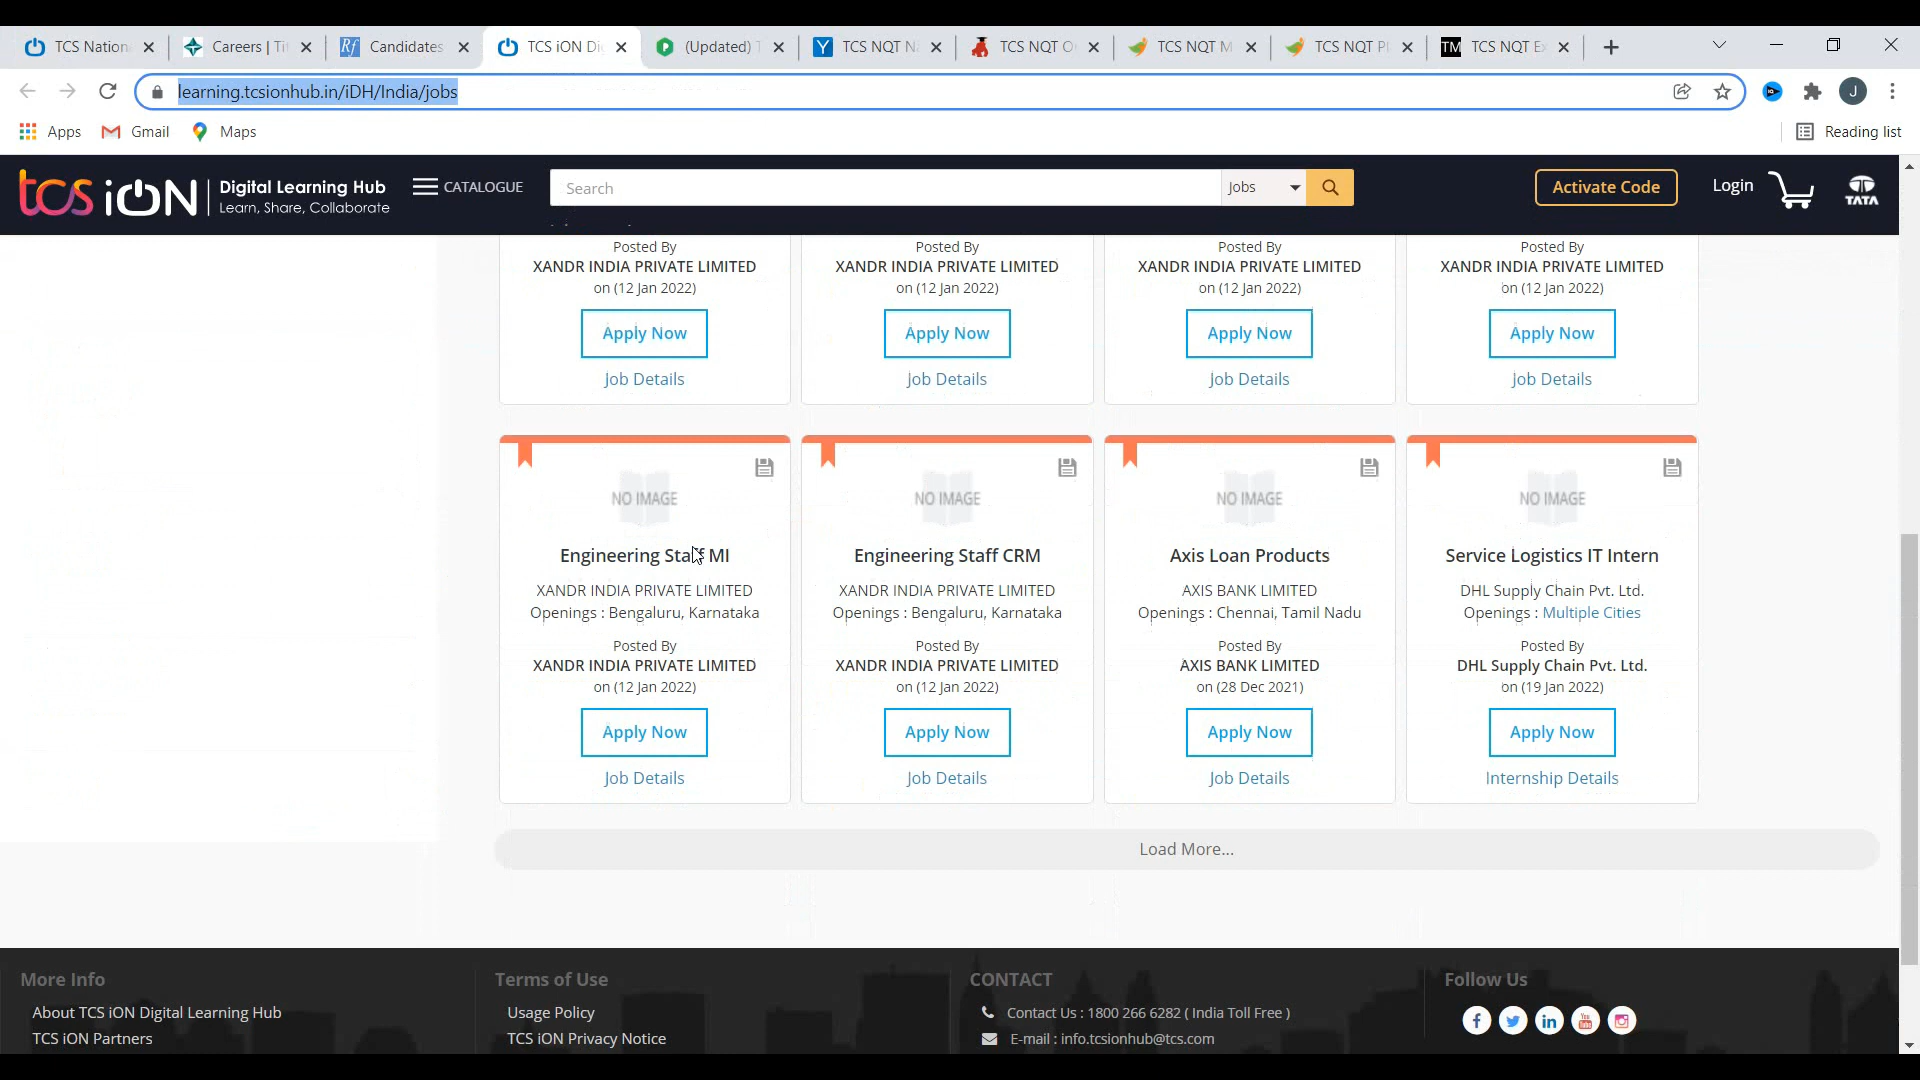 TCS Nation
Careers | Ti
Candidates
TCS iON Di
(Updated) T
TCS NQT N
TCS NQT O
TCS NQT M
TCS NQT Pl
TM TCS NQT Ex
learning.tcsionhub.in/iDH/India/jobs
J
Apps Gmail Maps Reading list
tcs iON Digital Learning Hub
Learn, Share, Collaborate
CATALOGUE
Search
Jobs
Activate Code
Login
TATA
Posted By Posted By Posted By Posted By
XANDR INDIA PRIVATE LIMITED XANDR INDIA PRIVATE LIMITED XANDR INDIA PRIVATE LIMITED XANDR INDIA PRIVATE LIMITED
on (12 Jan 2022) on (12 Jan 2022) on (12 Jan 2022) on (12 Jan 2022)
Apply Now Apply Now Apply Now Apply Now
Job Details Job Details Job Details Job Details
NO IMAGE NO IMAGE NO IMAGE NO IMAGE
Engineering Staff MI Engineering Staff CRM Axis Loan Products Service Logistics IT Intern
XANDR INDIA PRIVATE LIMITED XANDR INDIA PRIVATE LIMITED AXIS BANK LIMITED DHL Supply Chain Pvt. Ltd.
Openings : Bengaluru, Karnataka Openings : Bengaluru, Karnataka Openings : Chennai, Tamil Nadu Openings : Multiple Cities
Posted By Posted By Posted By Posted By
XANDR INDIA PRIVATE LIMITED XANDR INDIA PRIVATE LIMITED AXIS BANK LIMITED DHL Supply Chain Pvt. Ltd.
on (12 Jan 2022) on (12 Jan 2022) on (28 Dec 2021) on (19 Jan 2022)
Apply Now Apply Now Apply Now Apply Now
Job Details Job Details Job Details Internship Details
Load More...
More Info Terms of Use CONTACT Follow Us
About TCS iON Digital Learning Hub Usage Policy Contact Us : 1800 266 6282 ( India Toll Free )
TCS iON Partners TCS iON Privacy Notice E-mail : info.tcsionhub@tcs.com